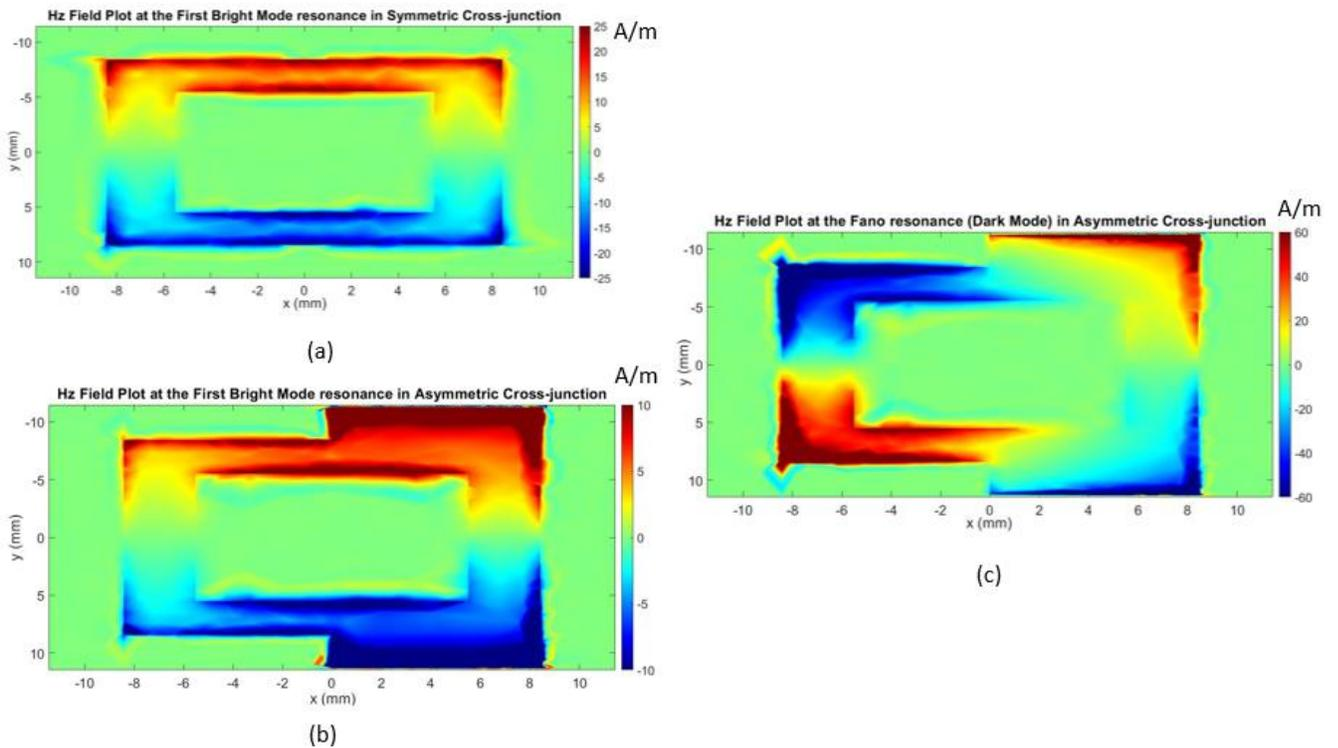 Hz Field Plot at the First Bright Mode resonance in Symmetric Cross-junction
A/m
25
20
15
10
5
0
-5
-10
-15
-20
-25
-10
-5
0
5
10
y (mm)
-10 -8 -6 -4 -2 0 2 4 6 8 10
x (mm)
(a)
Hz Field Plot at the First Bright Mode resonance in Asymmetric Cross-junction
A/m
10
5
0
-5
-10
-10
-5
0
5
10
y (mm)
-10 -8 -6 -4 -2 0 2 4 6 8 10
x (mm)
(b)
Hz Field Plot at the Fano resonance (Dark Mode) in Asymmetric Cross-junction
A/m
60
40
20
0
-20
-40
-60
-10
-5
0
5
10
y (mm)
-10 -8 -6 -4 -2 0 2 4 6 8 10
x (mm)
(c)